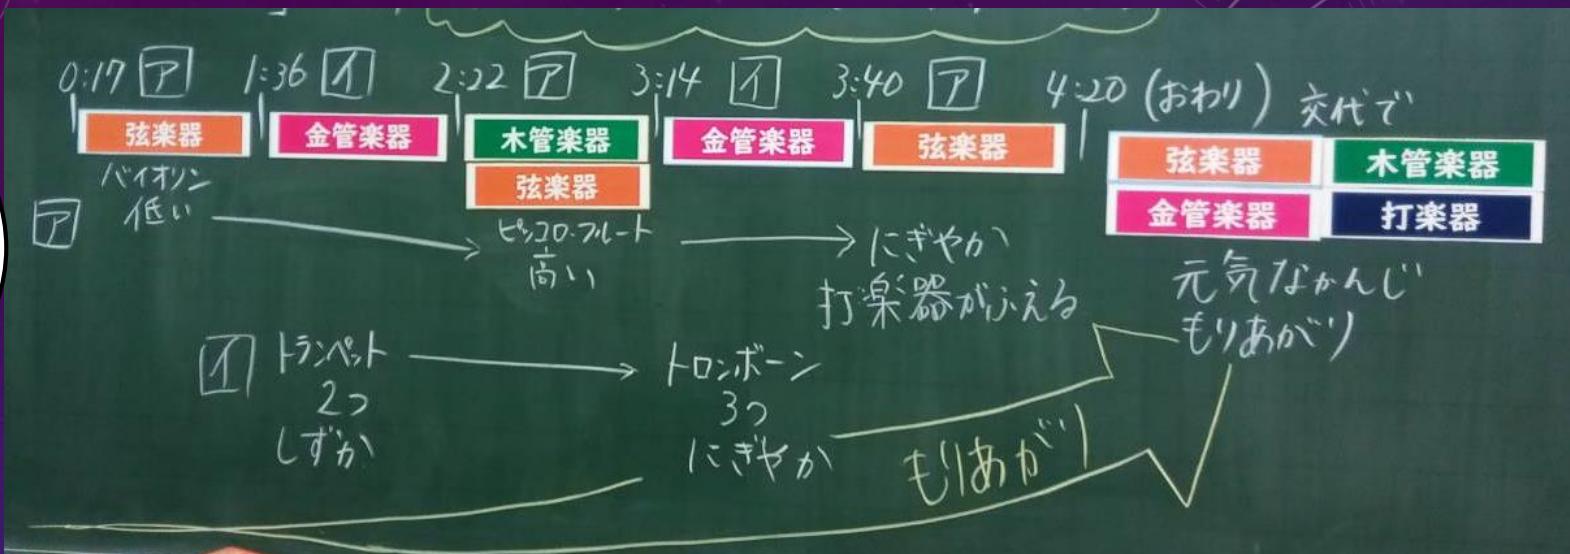 0:17 ア 1:36 イ 2:22 ア 3:14 イ 3:40 ア 4:20 (おわり) 交代で
弦楽器 金管楽器 木管楽器 金管楽器 弦楽器 弦楽器 木管楽器
弦楽器 金管楽器 打楽器
ア バイオリン
低い
ピッコロ・フルート
高い
にぎやか
打楽器がふえる
元気なかんじ
もりあがり
イ トランペット
2つ
しずか
トロンボーン
3つ
にぎやか
もりあがり